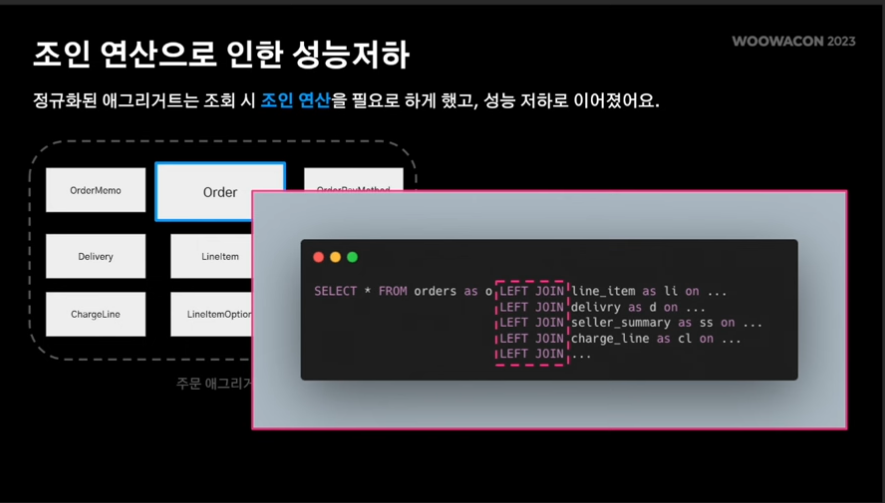 조인 연산으로 인한 성능저하
WOOWACON 2023
정규화된 애그리거트는 조회 시 조인 연산을 필요로 하게 했고, 성능 저하로 이어졌어요.
OrderMemo
Order
OrderPayMethod
Delivery
LineItem
ChargeLine
LineItemOption
주문 애그리거
SELECT * FROM orders as o LEFT JOIN line_item as li on ...
LEFT JOIN delivry as d on ...
LEFT JOIN seller_summary as ss on ...
LEFT JOIN charge_line as cl on ...
LEFT JOIN ...